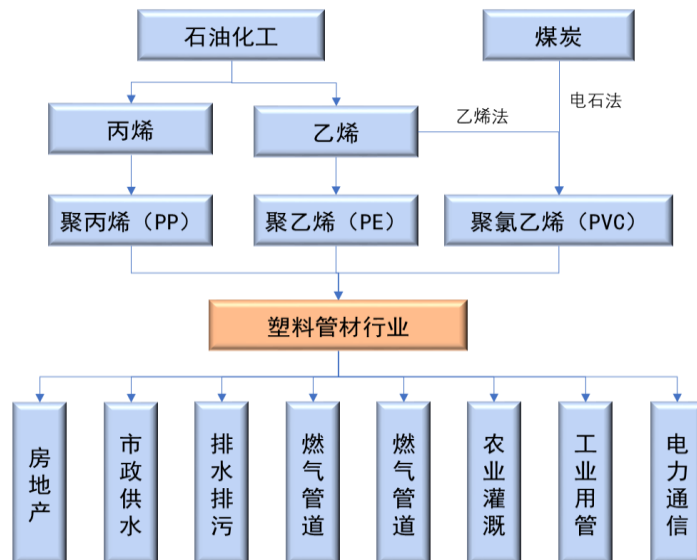 石油化工
煤炭
乙烯法
电石法
丙烯
乙烯
聚丙烯（PP）
聚乙烯（PE）
聚氯乙烯（PVC）
塑料管材行业
房地产
市政供水
排水排污
燃气管道
燃气管道
农业灌溉
工业用管
电力通信